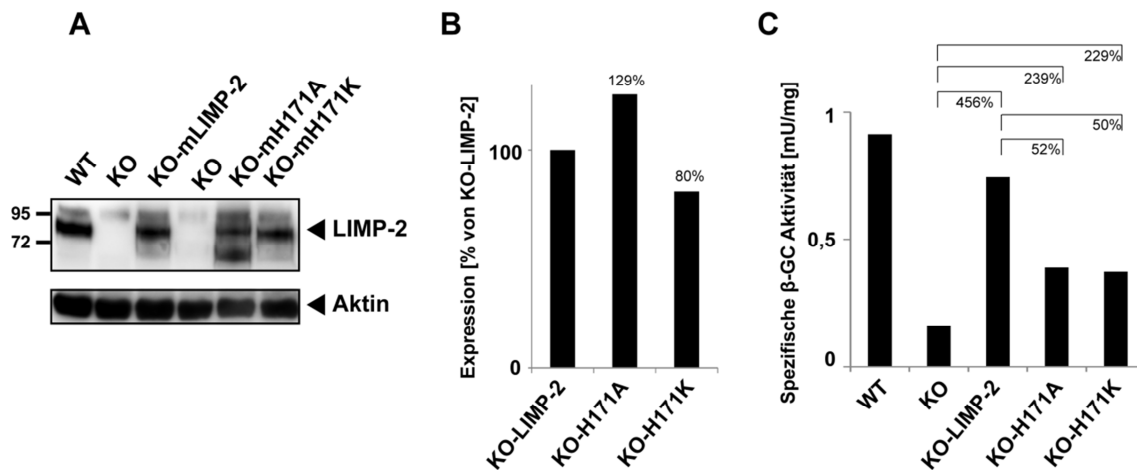 A
WT
KO
KO-mLIMP-2
KO
KO-mH171A
KO-mH171K
95
72
LIMP-2
Aktin
B
Expression [% von KO-LIMP-2]
100
0
129%
80%
KO-LIMP-2
KO-H171A
KO-H171K
C
Spezifische β-GC Aktivität [mU/mg]
1
0,5
0
229%
239%
456%
50%
52%
WT
KO
KO-LIMP-2
KO-H171A
KO-H171K